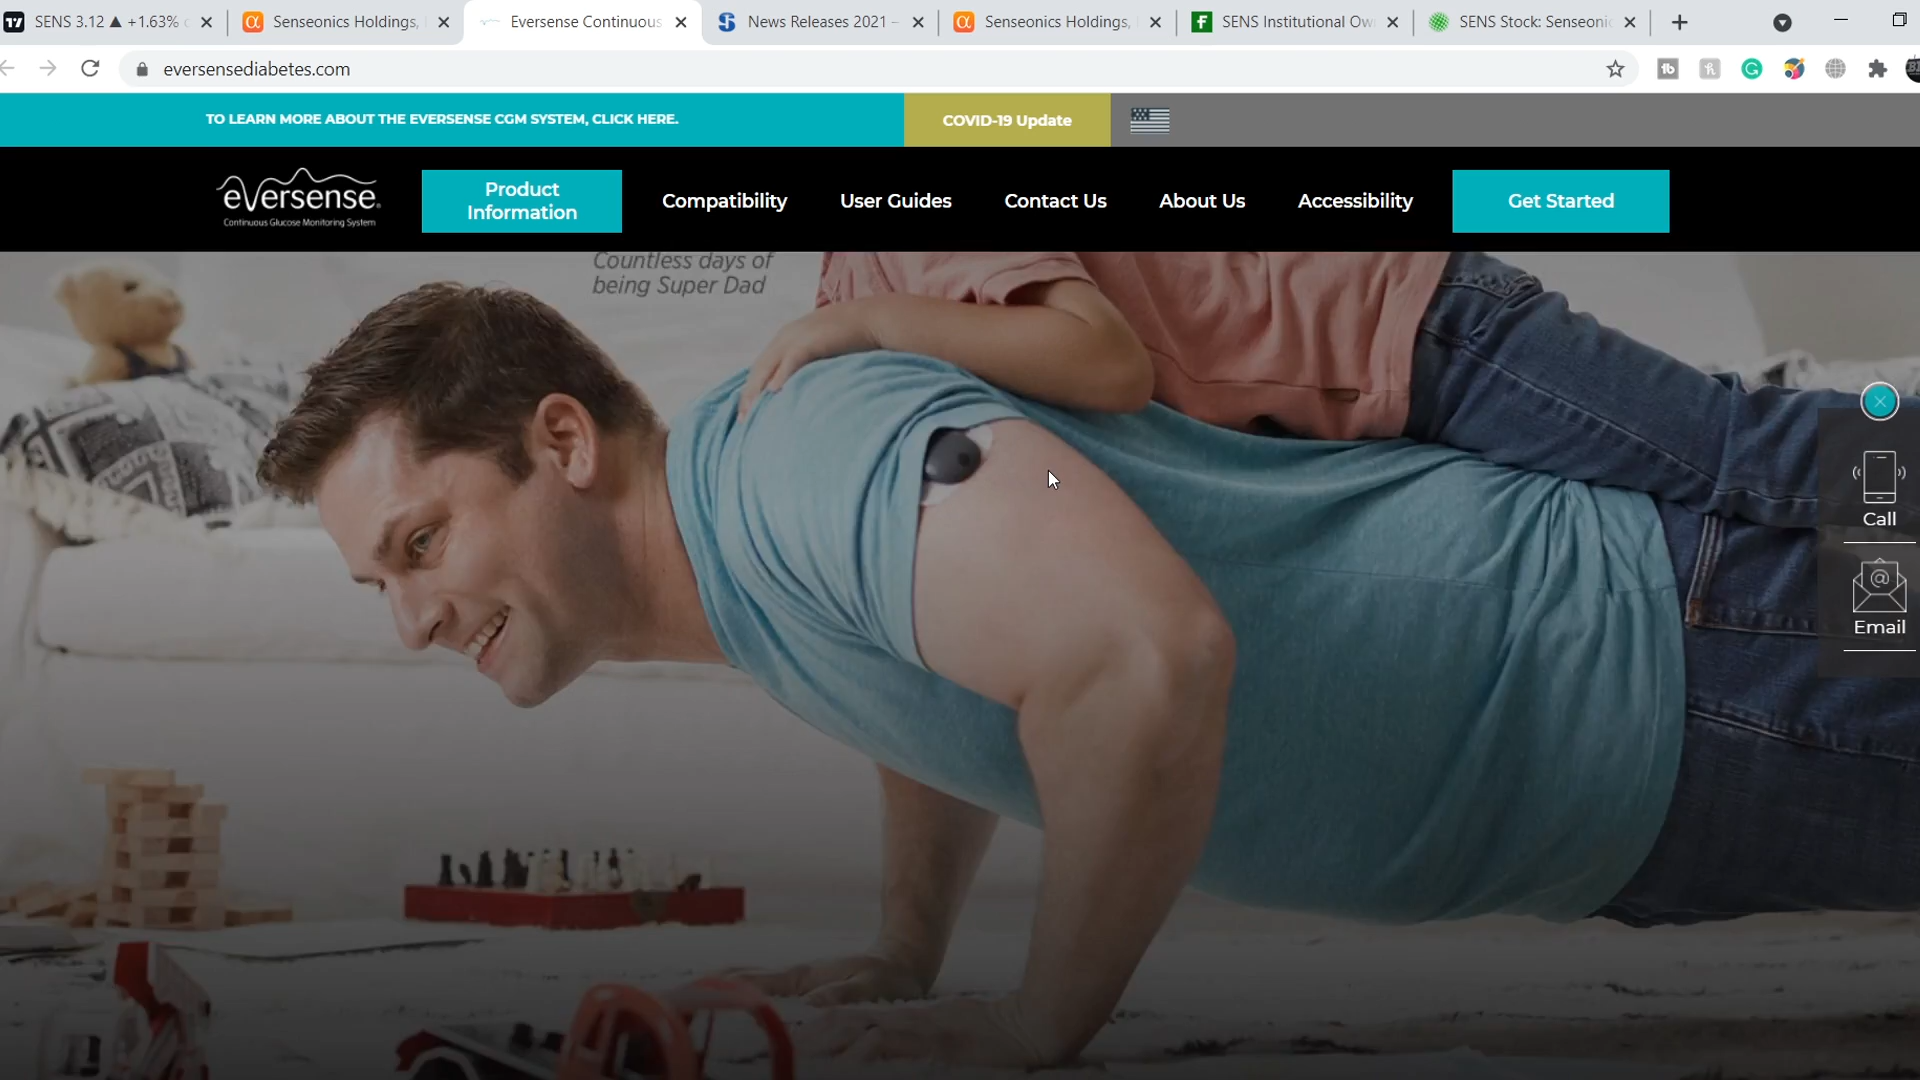 SENS 3.12 ▲ +1.63%
Senseonics Holdings,
Eversense Continuous
News Releases 2021 –
Senseonics Holdings,
SENS Institutional Ow
SENS Stock: Senseonic
eversensediabetes.com
TO LEARN MORE ABOUT THE EVERSENSE CGM SYSTEM, CLICK HERE.
COVID-19 Update
eversense®
Continuous Glucose Monitoring System
Product
Information
Compatibility
User Guides
Contact Us
About Us
Accessibility
Get Started
Countless days of
being Super Dad
Call
Email